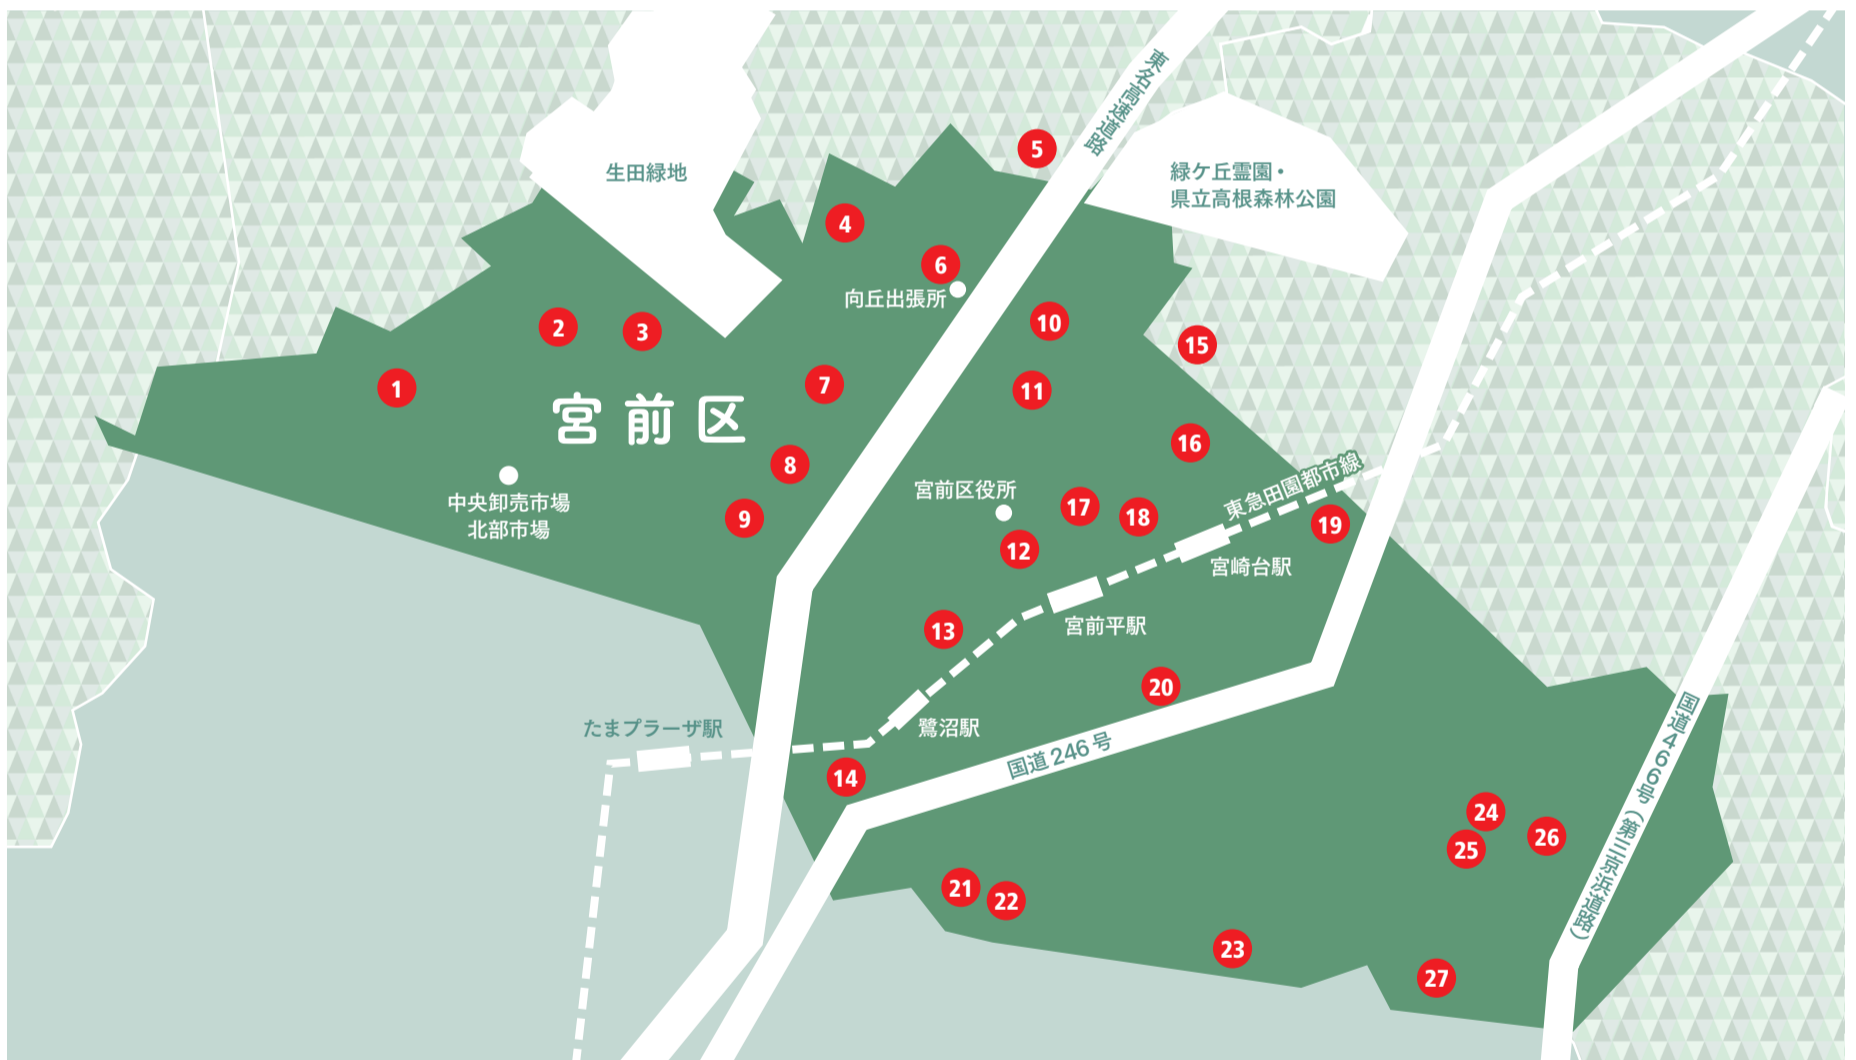 東名高速道路
5
生田緑地
緑ケ丘霊園・
県立高根森林公園
4
6
向丘出張所
2
3
10
15
1
7
11
宮前区
16
8
中央卸売市場
北部市場
9
宮前区役所
17
18
東急田園都市線
19
12
宮崎台駅
13
宮前平駅
20
たまプラーザ駅
鷺沼駅
国道246号
14
国道466号(第三京浜道路)
24
25
26
21
22
23
27